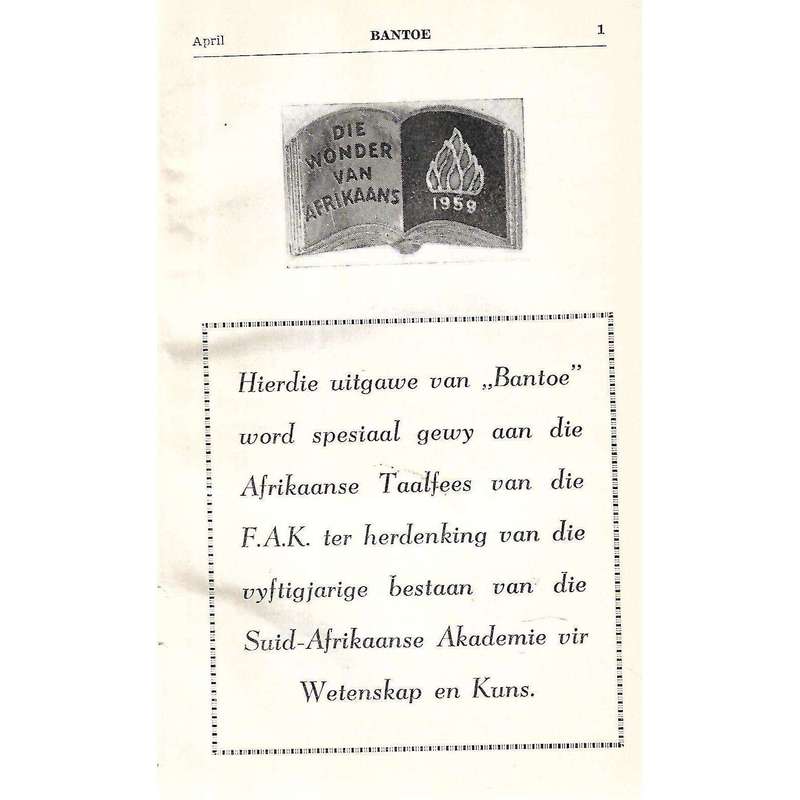 April BANTOE 1
DIE
WONDER
VAN
AFRIKAANS
1959
Hierdie uitgawe van „Bantoe”
word spesiaal gewy aan die
Afrikaanse Taalfees van die
F.A.K. ter herdenking van die
vyftigjarige bestaan van die
Suid-Afrikaanse Akademie vir
Wetenskap en Kuns.